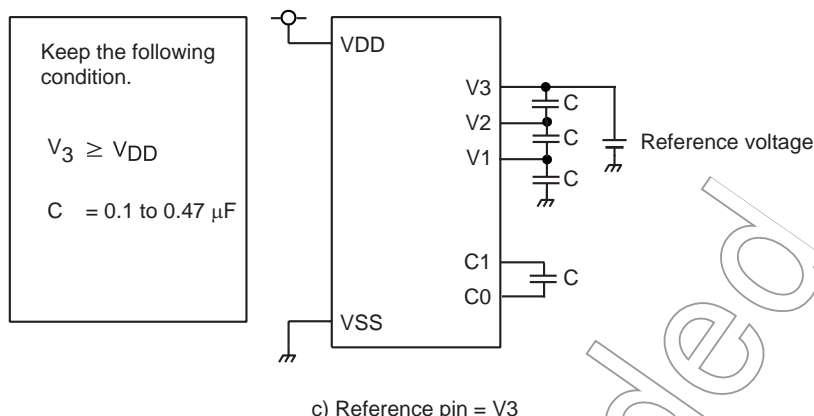 Keep the following
condition.
V3 ≥ VDD
C = 0.1 to 0.47 μF
VDD
V3
C
V2
C
Reference voltage
V1
C
C1
C
C0
VSS
c) Reference pin = V3
ded